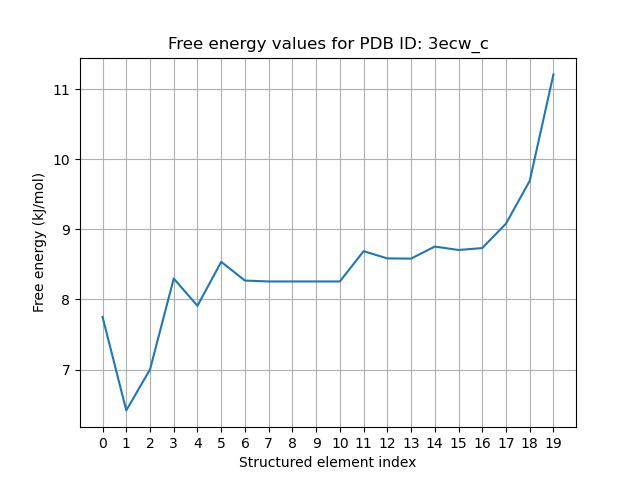 Free energy values for PDB ID: 3ecw_c
11
10
9
8
7
Free energy (kJ/mol)
0 1 2 3 4 5 6 7 8 9 10 11 12 13 14 15 16 17 18 19
Structured element index